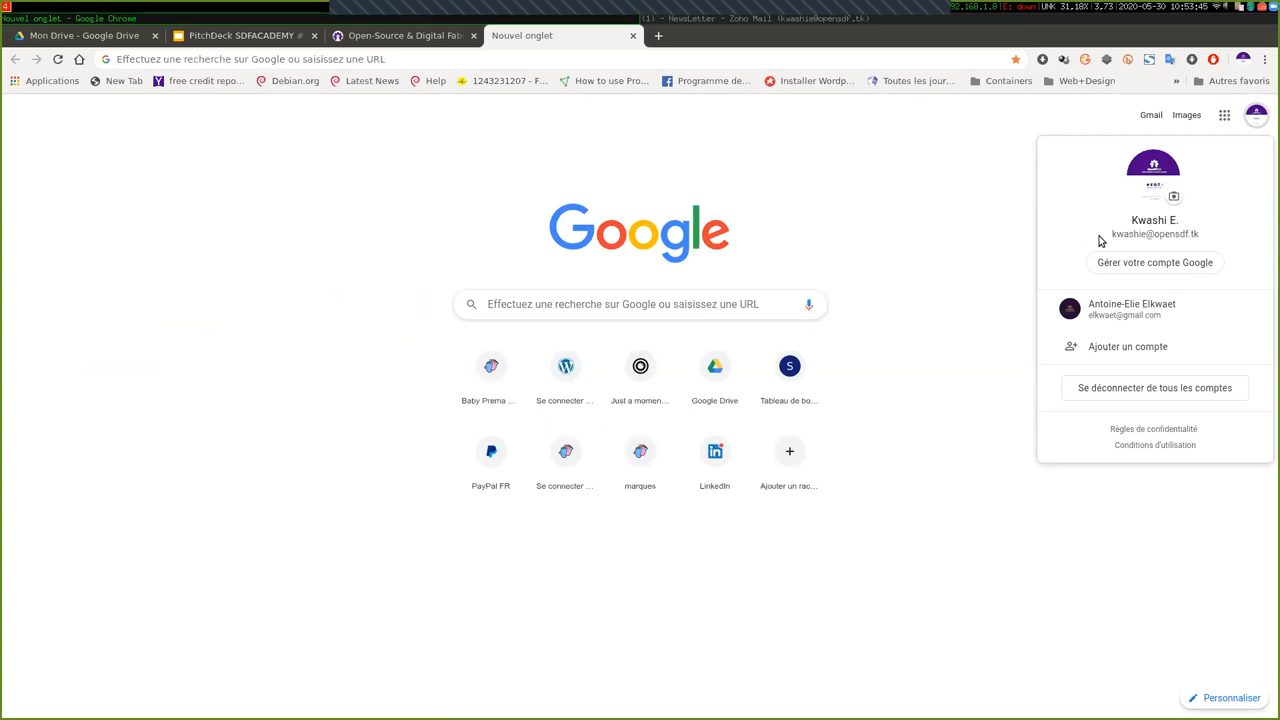 4
92.168.1.8 E: down UNK 31.18% 3,73 2020-05-30 10:53:45
Nouvel onglet - Google Chrome
(1) - NewsLetter - Zoho Mail (kwashie@opensdf.tk)
Mon Drive - Google Drive
PitchDeck SDFACADEMY #
Open-Source & Digital Fab
Nouvel onglet
Effectuez une recherche sur Google ou saisissez une URL
Applications
New Tab
free credit repo...
Debian.org
Latest News
Help
1243231207 - F...
How to use Pro...
Programme de...
Installer Wordp...
Toutes les jour...
Containers
Web+Design
»
Autres favoris
Gmail
Images
Kwashi E.
kwashie@opensdf.tk
Gérer votre compte Google
Antoine-Elie Elkwaet
elkwaet@gmail.com
Ajouter un compte
Se déconnecter de tous les comptes
Règles de confidentialité
Conditions d'utilisation
Google
Effectuez une recherche sur Google ou saisissez une URL
S
Baby Prema ...
Se connecter ...
Just a momen...
Google Drive
Tableau de bo...
PayPal FR
Se connecter ...
marques
LinkedIn
Ajouter un rac...
Personnaliser